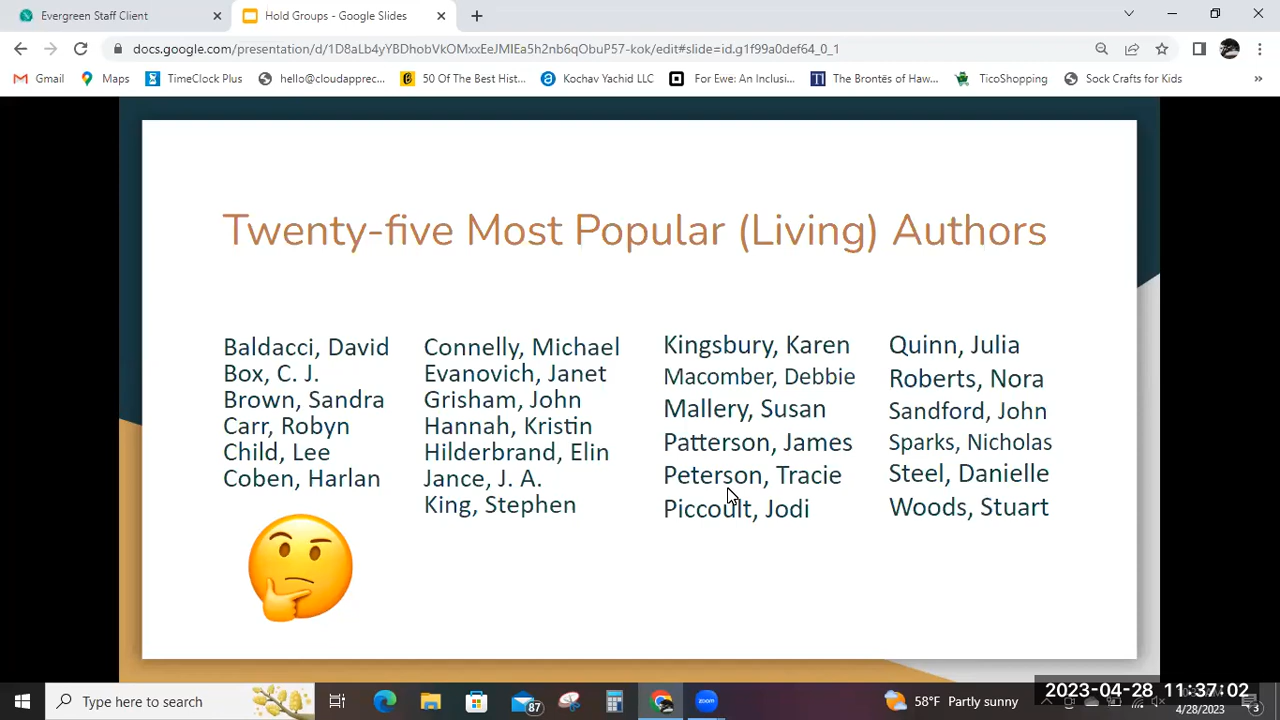 Evergreen Staff Client
Hold Groups - Google Slides
docs.google.com/presentation/d/1D8aLb4yYBDhobVkOMxxEeJMIEa5h2nb6qObuP57-kok/edit#slide=id.g1f99a0def64_0_1
Gmail
Maps
TimeClock Plus
hello@cloudapprec...
50 Of The Best Hist...
Kochav Yachid LLC
For Ewe: An Inclusi...
The Brontës of Haw...
TicoShopping
Sock Crafts for Kids
»
Twenty-five Most Popular (Living) Authors
Baldacci, David
Box, C. J.
Brown, Sandra
Carr, Robyn
Child, Lee
Coben, Harlan
Connelly, Michael
Evanovich, Janet
Grisham, John
Hannah, Kristin
Hilderbrand, Elin
Jance, J. A.
King, Stephen
Kingsbury, Karen
Macomber, Debbie
Mallery, Susan
Patterson, James
Peterson, Tracie
Piccoult, Jodi
Quinn, Julia
Roberts, Nora
Sandford, John
Sparks, Nicholas
Steel, Danielle
Woods, Stuart
Type here to search
87
zoom
58°F Partly sunny
2023-04-28 11:37:02
4/28/2023
3